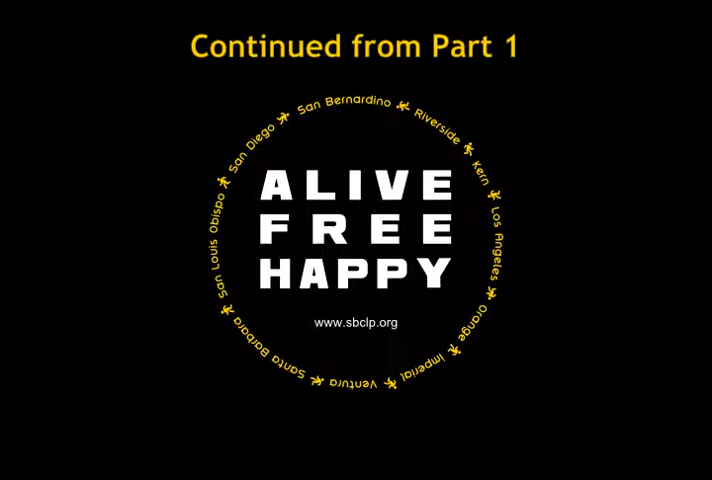 Continued from Part 1
San Bernardino
Riverside
Kern
Los Angeles
Orange
Imperial
Ventura
Santa Barbara
San Louis Obispo
San Diego
ALIVE
FREE
HAPPY
www.sbclp.org